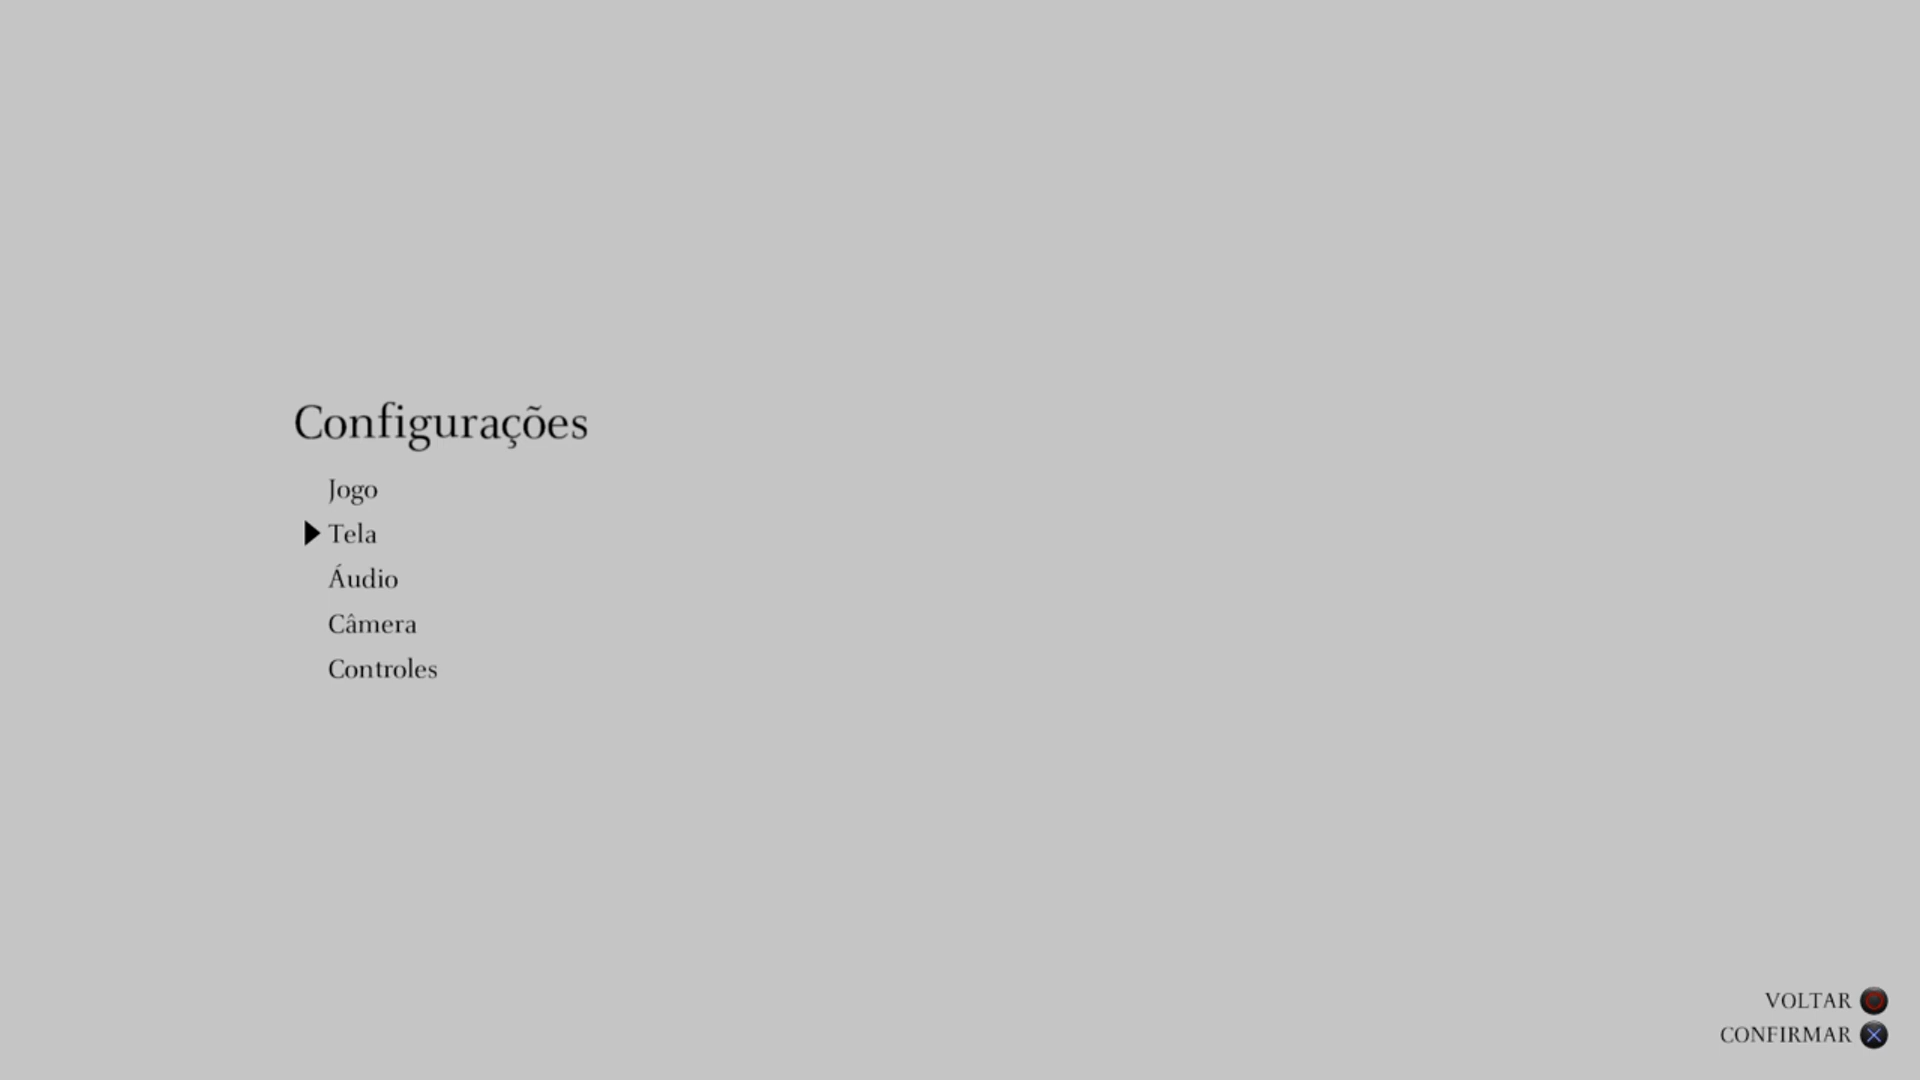 Configurações
Jogo
Tela
Áudio
Câmera
Controles
VOLTAR
CONFIRMAR